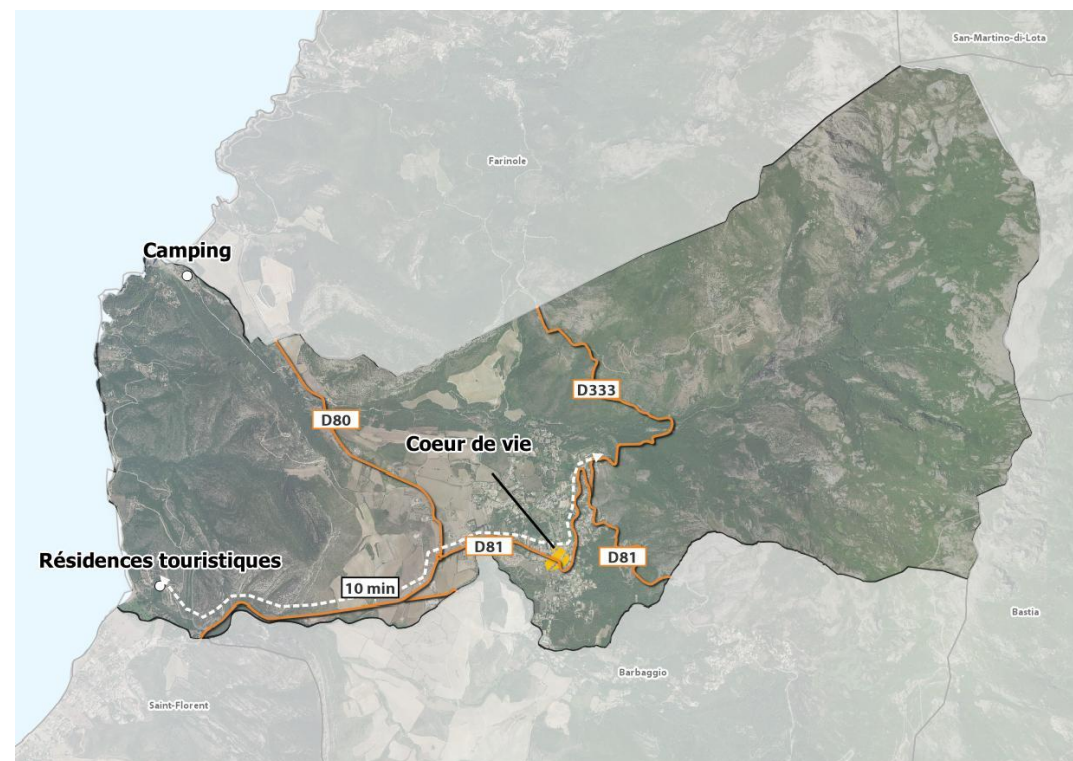 San-Martino-di-Lota
Farinole
Camping
D333
D80
Coeur de vie
D81
D81
Résidences touristiques
10 min
Bastia
Barbaggio
Saint-Florent